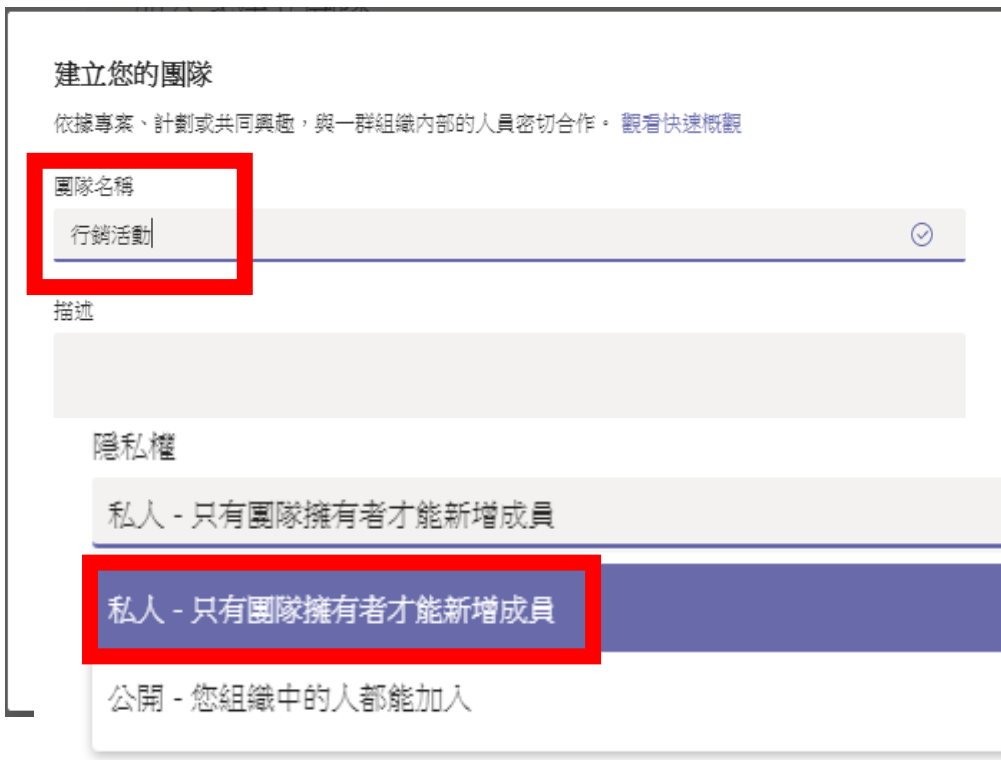 建立您的團隊
依據專案、計劃或共同興趣，與一群組織內部的人員密切合作。 觀看快速概觀
團隊名稱
行銷活動
描述
隱私權
私人 - 只有團隊擁有者才能新增成員
私人 - 只有團隊擁有者才能新增成員
公開 - 您組織中的人都能加入